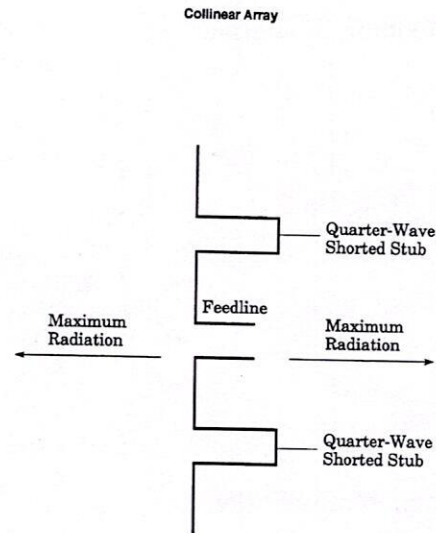 Collinear Array
Quarter-Wave
Shorted Stub
Feedline
Maximum
Radiation
Maximum
Radiation
Quarter-Wave
Shorted Stub